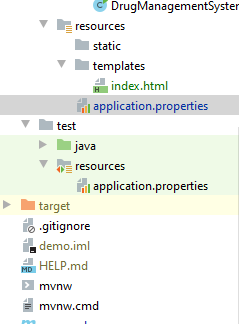 DrugManagementSyster
resources
static
templates
index.html
application.properties
test
java
resources
application.properties
target
.gitignore
demo.iml
HELP.md
mvnw
mvnw.cmd